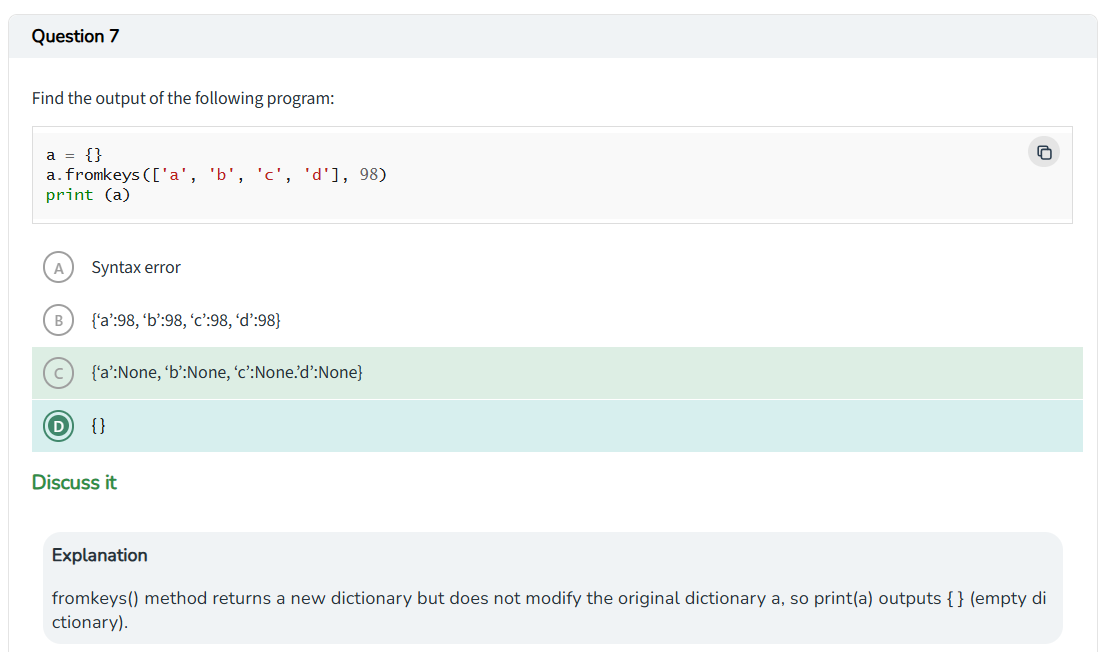 Question 7
Find the output of the following program:
a = {}
a.fromkeys(['a', 'b', 'c', 'd'], 98)
print (a)
A Syntax error
B {‘a’:98, ‘b’:98, ‘c’:98, ‘d’:98}
C {‘a’:None, ‘b’:None, ‘c’:None.’d’:None}
D {}
Discuss it
Explanation
fromkeys() method returns a new dictionary but does not modify the original dictionary a, so print(a) outputs { } (empty di
ctionary).